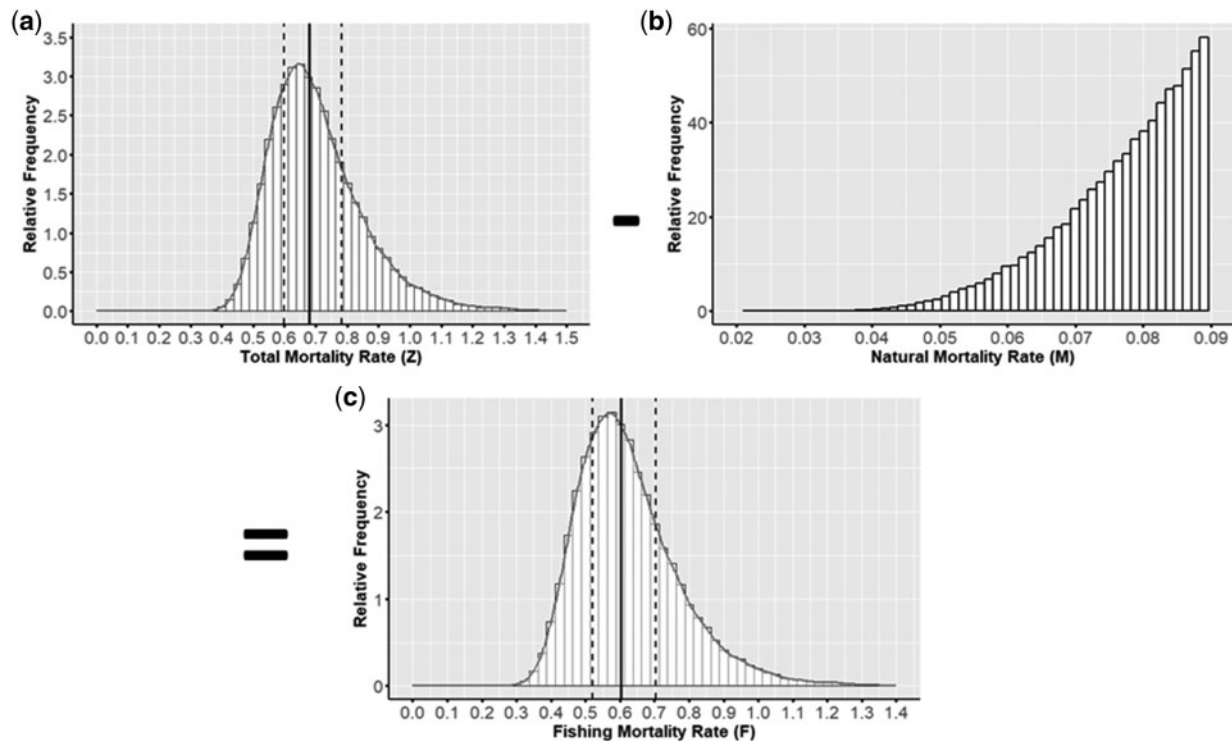 (a)
3.5
3.0
2.5
2.0
1.5
1.0
0.5
0.0
Relative Frequency
0.0 0.1 0.2 0.3 0.4 0.5 0.6 0.7 0.8 0.9 1.0 1.1 1.2 1.3 1.4 1.5
Total Mortality Rate (Z)
-
(b)
60
40
20
0
Relative Frequency
0.02 0.03 0.04 0.05 0.06 0.07 0.08 0.09
Natural Mortality Rate (M)
=
(c)
3
2
1
0
Relative Frequency
0.0 0.1 0.2 0.3 0.4 0.5 0.6 0.7 0.8 0.9 1.0 1.1 1.2 1.3 1.4
Fishing Mortality Rate (F)